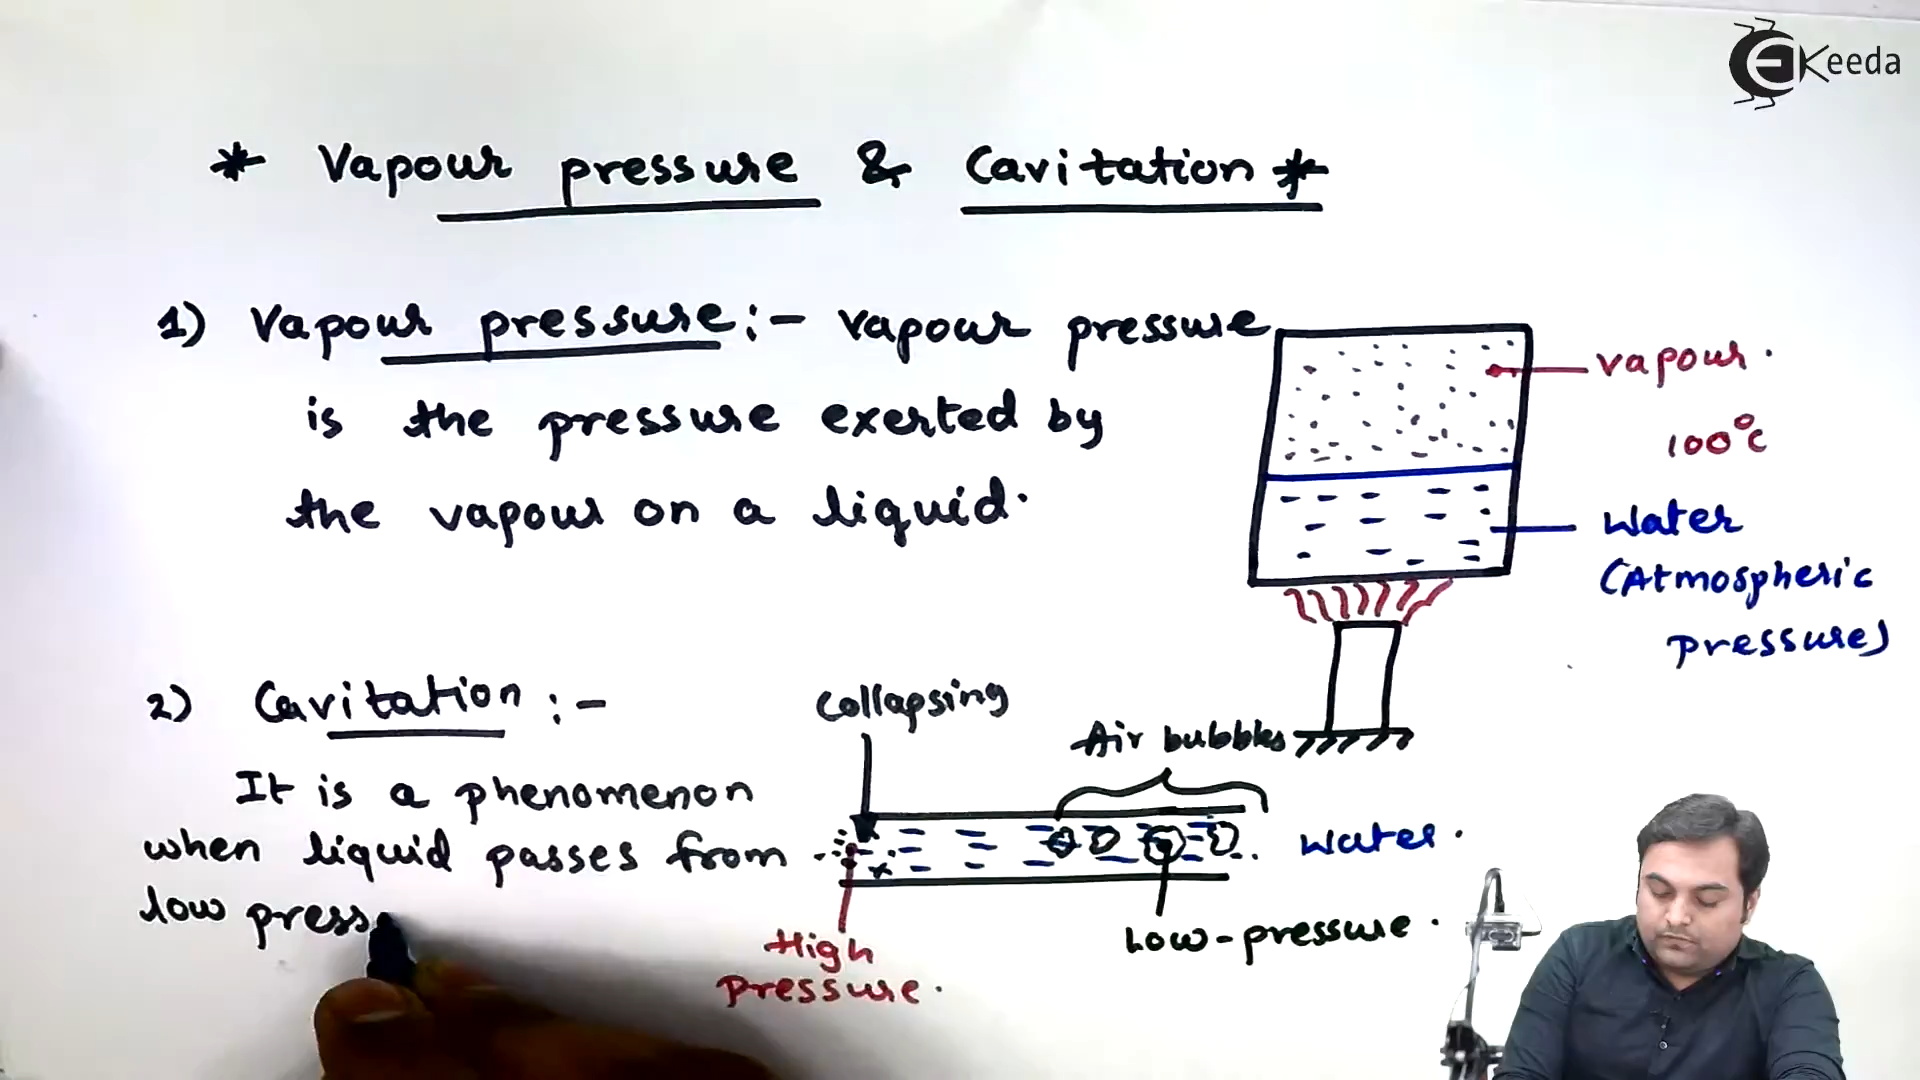 EKeeda
* Vapour pressure & Cavitation *
1) Vapour pressure :- vapour pressure
is the pressure exerted by
the vapour on a liquid.
vapour.
100°C
Water
(Atmospheric
pressure)
2) Cavitation :-
It is a phenomenon
when liquid passes from
low press
collapsing
Air bubbles
Water.
High
pressure.
Low-pressure.